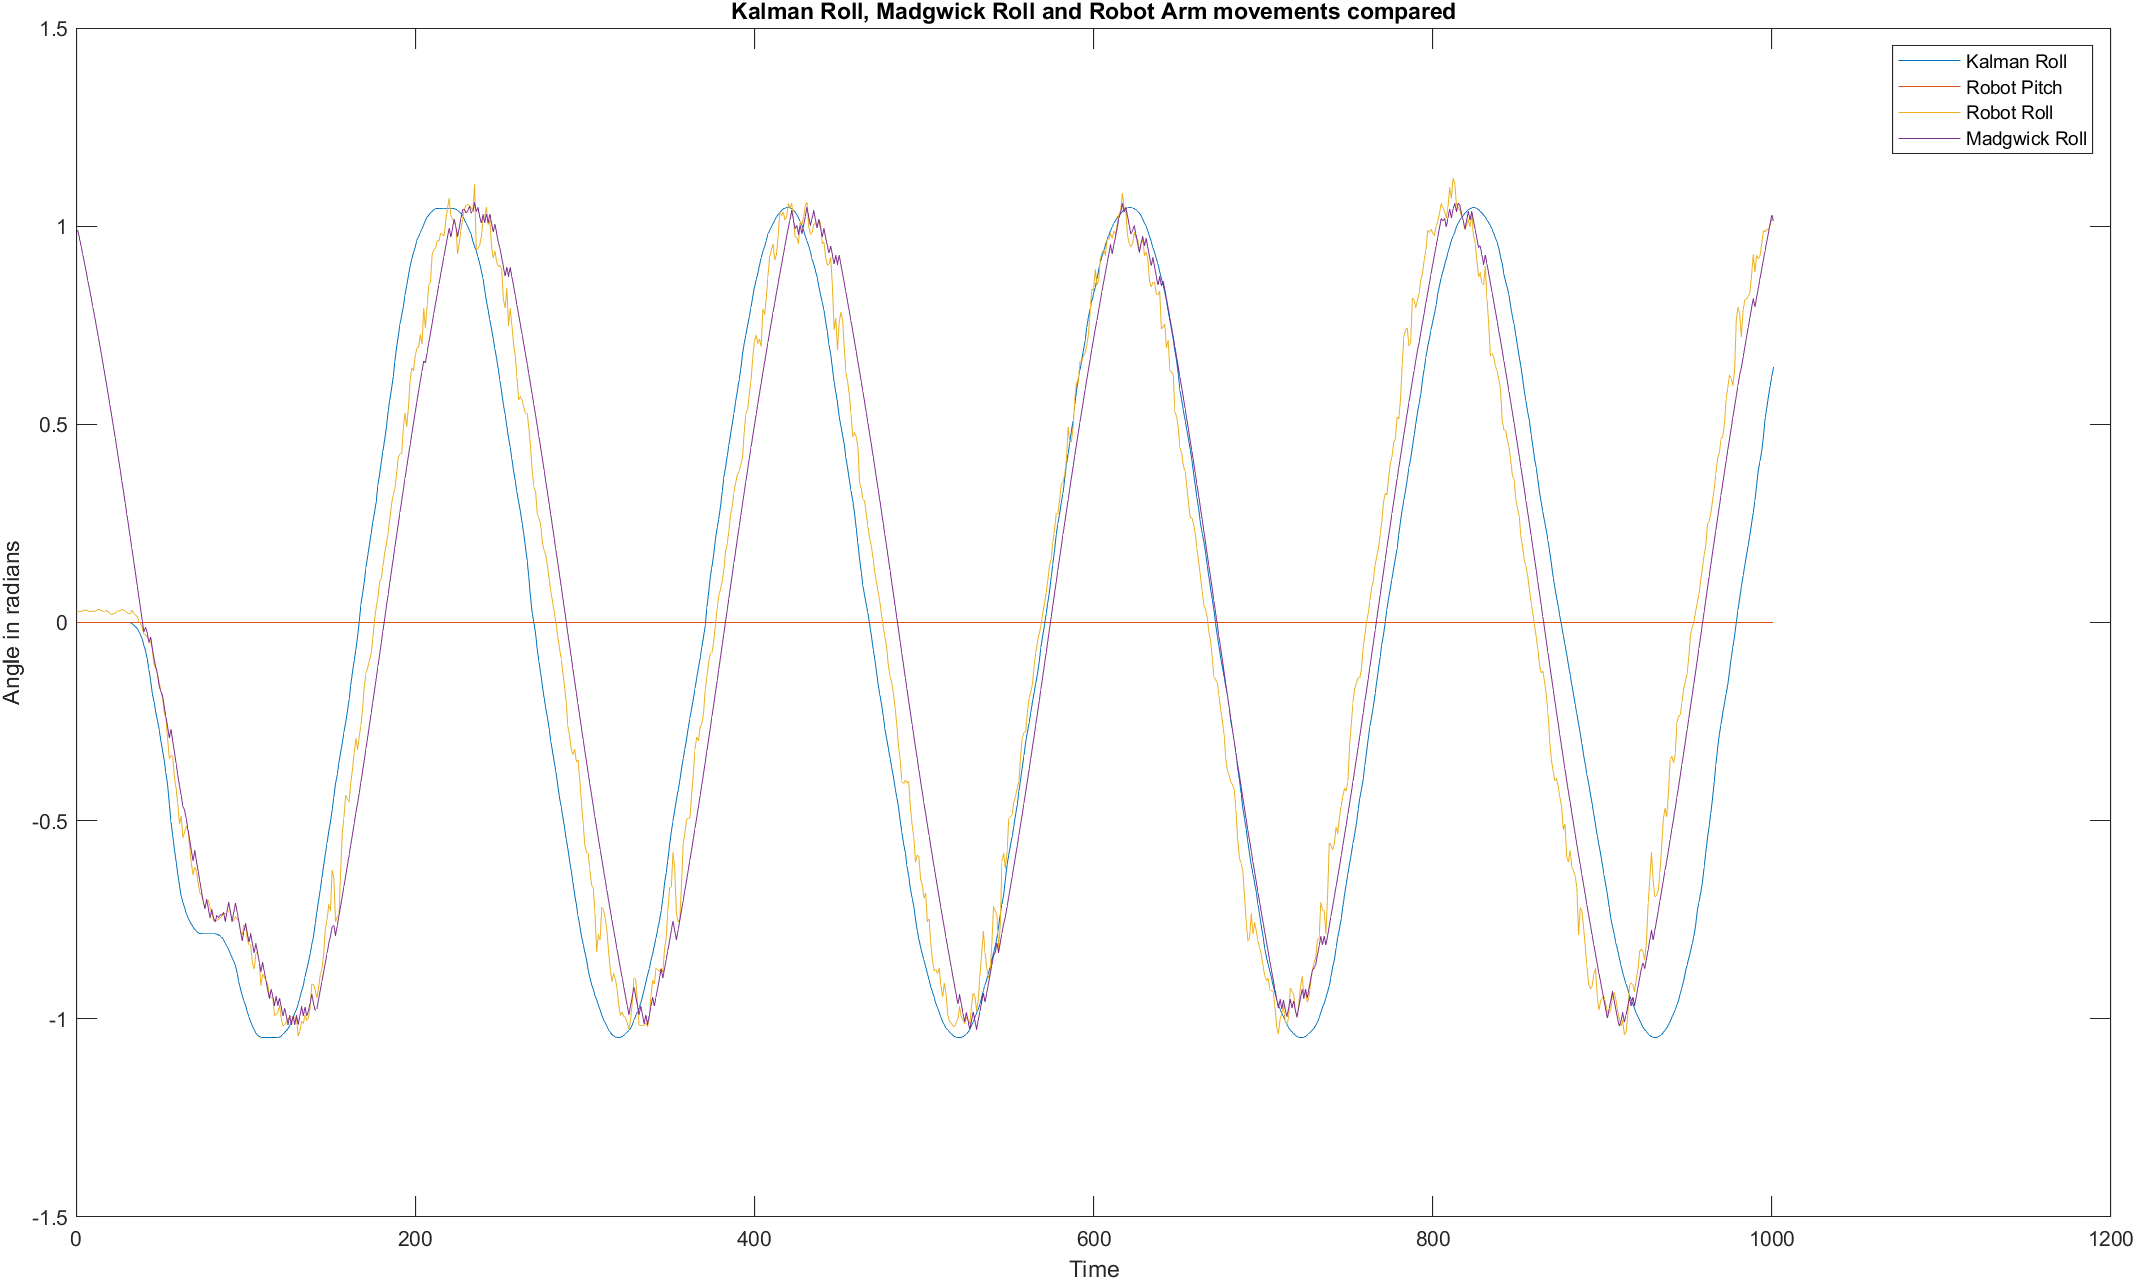 Kalman Roll, Madgwick Roll and Robot Arm movements compared
1.5
1
0.5
0
-0.5
-1
-1.5
Angle in radians
Kalman Roll
Robot Pitch
Robot Roll
Madgwick Roll
0 200 400 600 800 1000 1200
Time